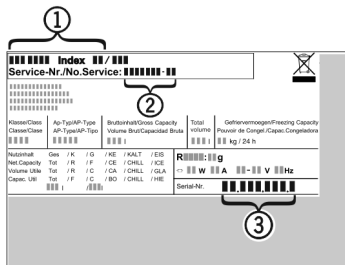 1
Index /
Service-Nr./No.Service: -
2
Klasse/Class Ap-Typ/AP-Type Bruttoinhalt/Gross Capacity Total Gefriervermoegen/Freezing Capacity
Classe/Clase AP-Type/AP-Tipo Volume Brut/Capacidad Bruta volume Pouvoir de Congel./Capac.Congeladora
l l kg / 24 h
Nutzinhalt Ges / K / G / KE / KALT / EIS
Net.Capacity Tot / R / F / CE / CHILL / ICE
Volume Utile Tot / R / C / CA / CHILL / GLA
Capac. Util Tot / F / C / BO / CHILL / HIE
l / l
R : g
W A - V Hz
Serial-Nr. . . .
3